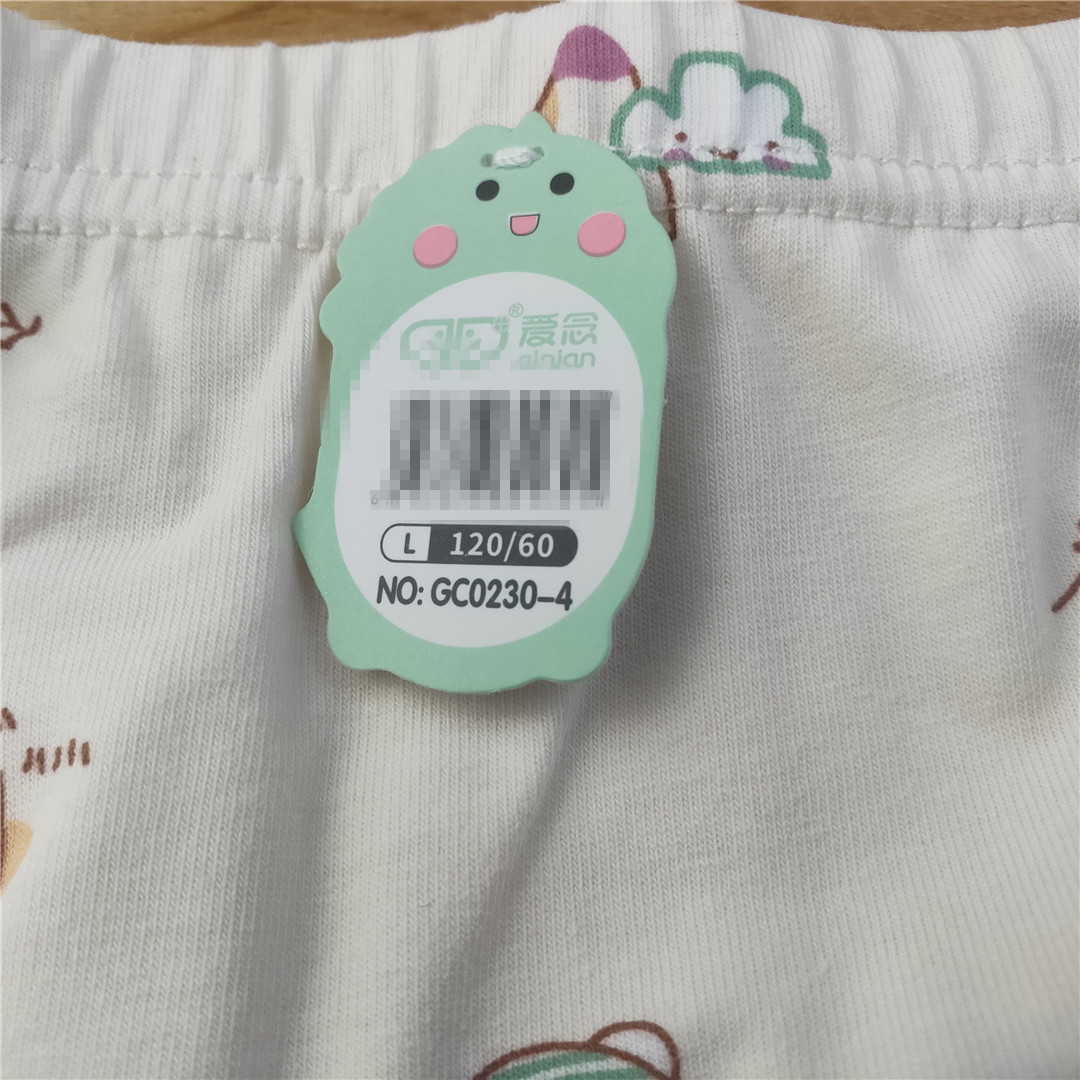 ® 爱念
ainian
L 120/60
NO: GC0230-4